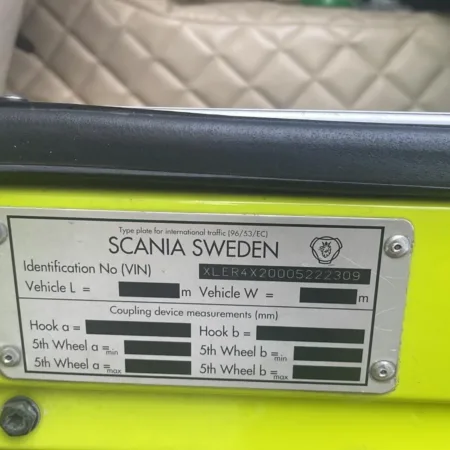 Type plate for international traffic (96/53/EC)
SCANIA SWEDEN
Identification No (VIN) XLER4X20005222309
Vehicle L = m Vehicle W = m
Coupling device measurements (mm)
Hook a = Hook b =
5th Wheel a min = 5th Wheel b min =
5th Wheel a max = 5th Wheel b max =